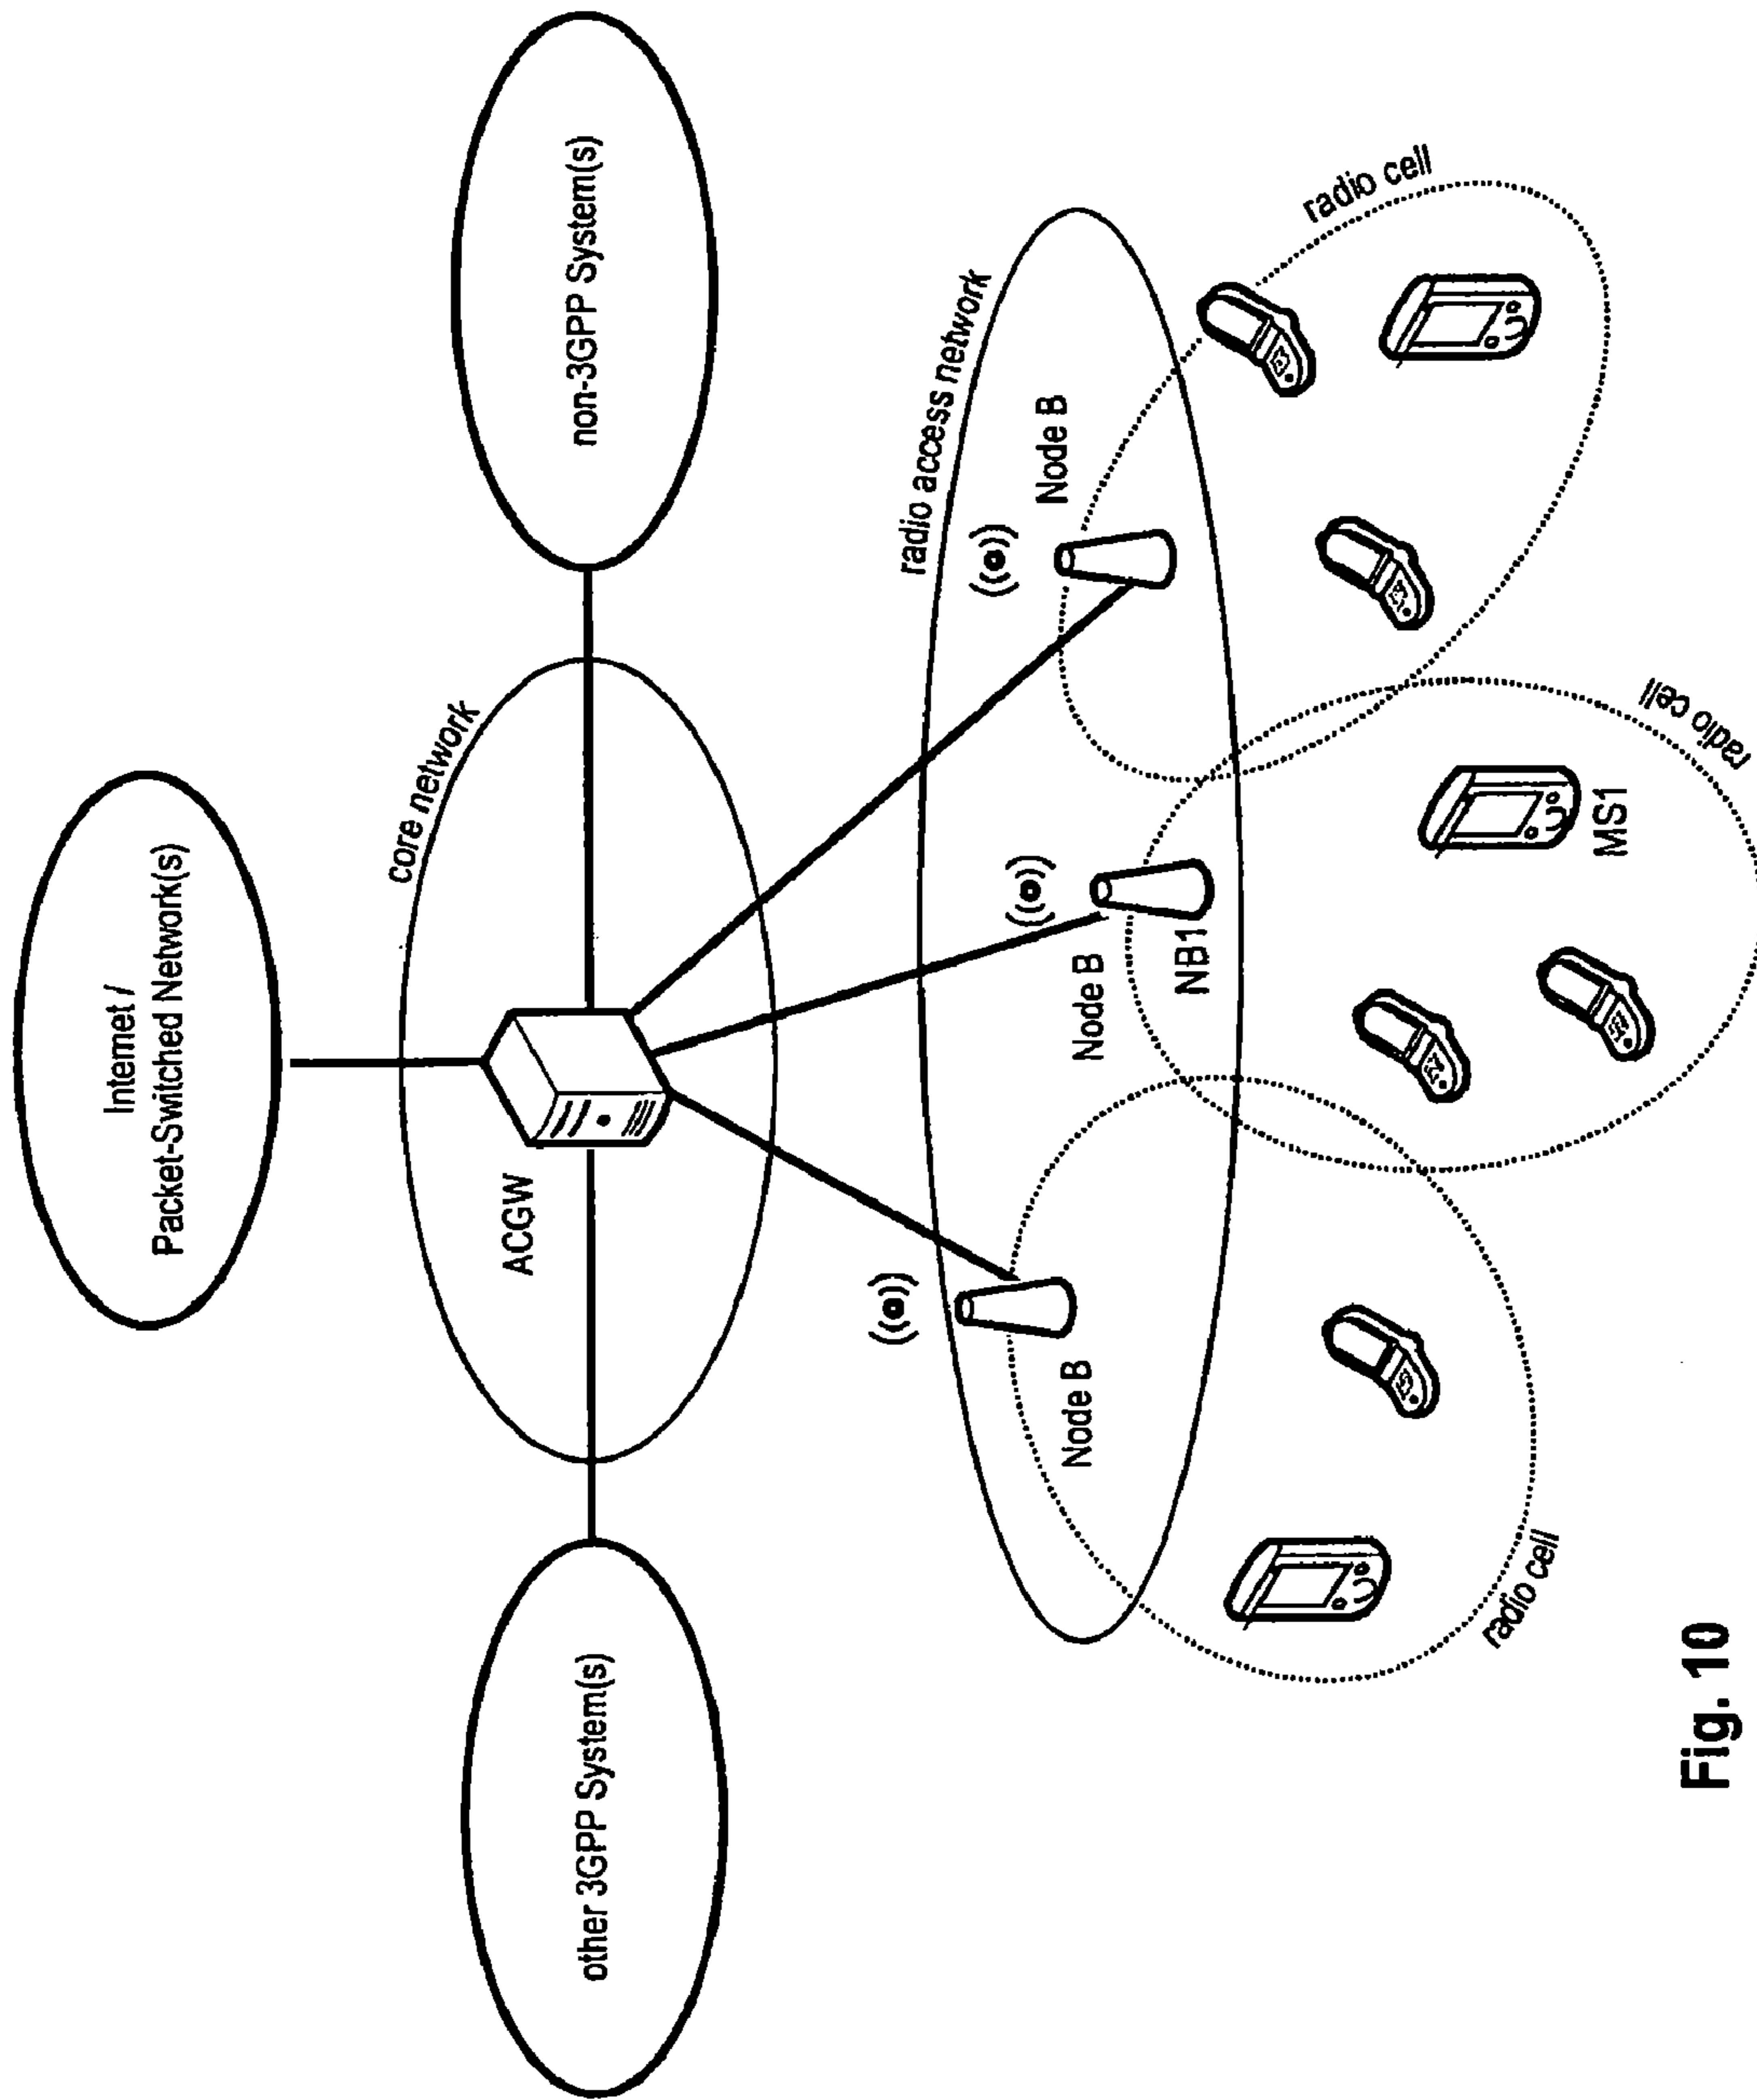 Internet /
Packet-Switched Network(s)
core network
ACGW
other 3GPP System(s)
non-3GPP System(s)
radio access network
Node B
Node B
NB1
Node B
radio cell
radio cell
MS1
radio cell
Fig. 10